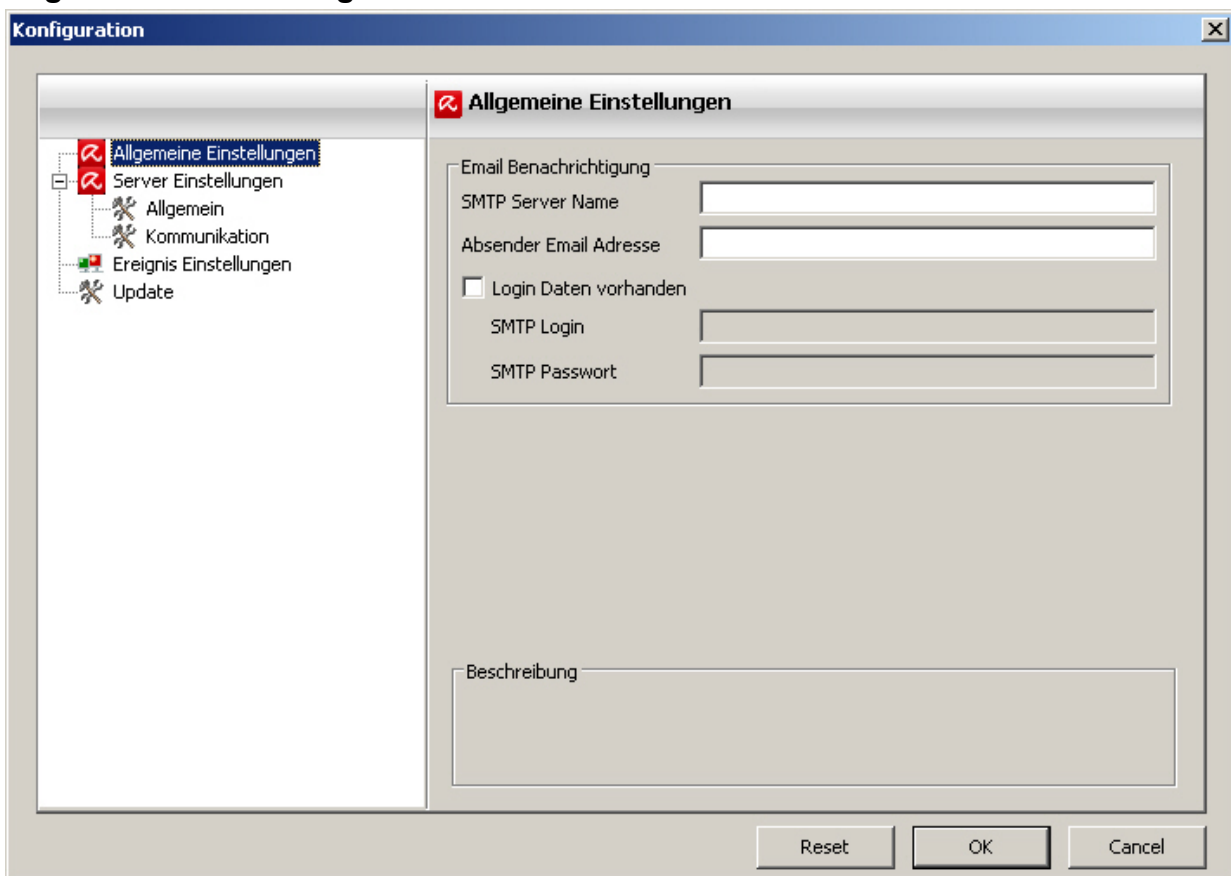 Konfiguration
Allgemeine Einstellungen
Allgemeine Einstellungen
Server Einstellungen
Allgemein
Kommunikation
Ereignis Einstellungen
Update
Email Benachrichtigung
SMTP Server Name
Absender Email Adresse
Login Daten vorhanden
SMTP Login
SMTP Passwort
Beschreibung
Reset
OK
Cancel